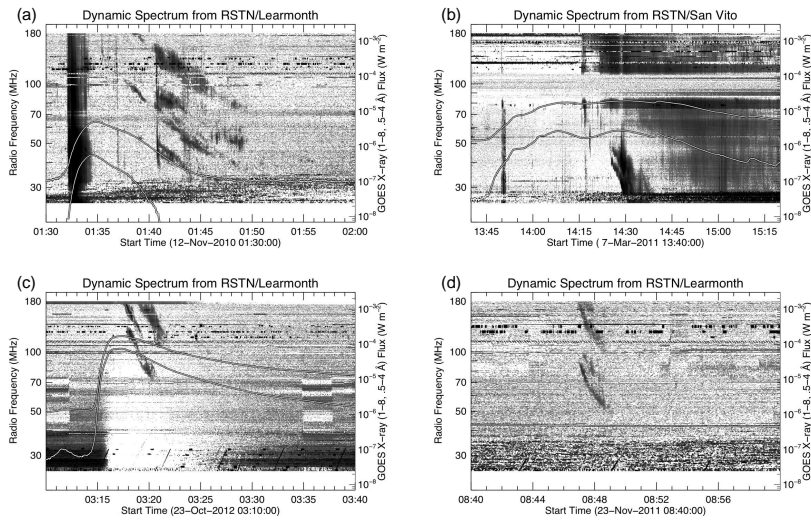 (a) Dynamic Spectrum from RSTN/Learmonth
Radio Frequency (MHz)
180
100
70
50
30
GOES X-ray (1-8, .5-4 Å) Flux (W m⁻²)
10⁻³
10⁻⁴
10⁻⁵
10⁻⁶
10⁻⁷
10⁻⁸
01:30 01:35 01:40 01:45 01:50 01:55 02:00
Start Time (12-Nov-2010 01:30:00)
(b) Dynamic Spectrum from RSTN/San Vito
Radio Frequency (MHz)
180
100
70
50
30
GOES X-ray (1-8, .5-4 Å) Flux (W m⁻²)
10⁻³
10⁻⁴
10⁻⁵
10⁻⁶
10⁻⁷
10⁻⁸
13:45 14:00 14:15 14:30 14:45 15:00 15:15
Start Time ( 7-Mar-2011 13:40:00)
(c) Dynamic Spectrum from RSTN/Learmonth
Radio Frequency (MHz)
180
100
70
50
30
GOES X-ray (1-8, .5-4 Å) Flux (W m⁻²)
10⁻³
10⁻⁴
10⁻⁵
10⁻⁶
10⁻⁷
10⁻⁸
03:15 03:20 03:25 03:30 03:35 03:40
Start Time (23-Oct-2012 03:10:00)
(d) Dynamic Spectrum from RSTN/Learmonth
Radio Frequency (MHz)
180
100
70
50
30
GOES X-ray (1-8, .5-4 Å) Flux (W m⁻²)
10⁻³
10⁻⁴
10⁻⁵
10⁻⁶
10⁻⁷
10⁻⁸
08:40 08:44 08:48 08:52 08:56
Start Time (23-Nov-2011 08:40:00)